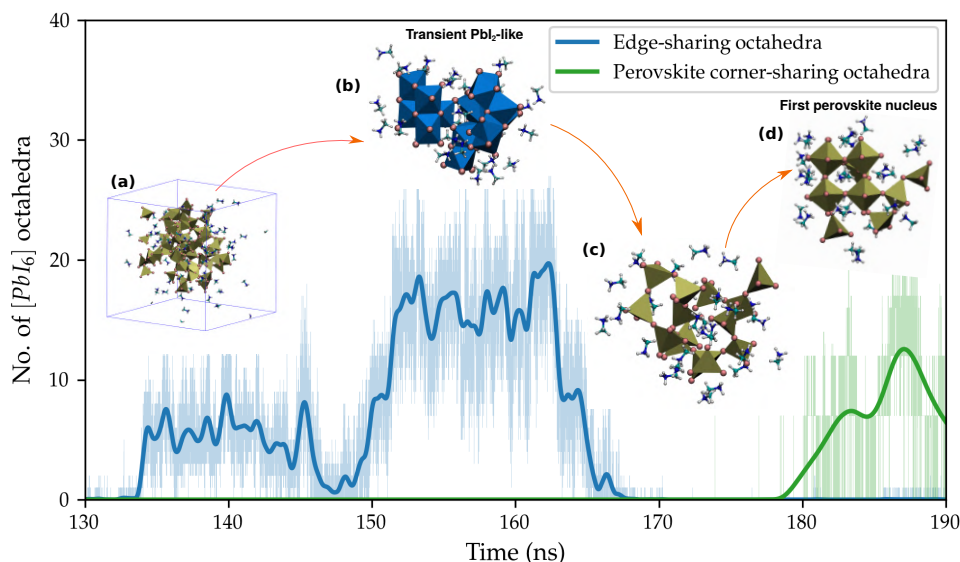 Transient PbI₂-like
Edge-sharing octahedra
Perovskite corner-sharing octahedra
First perovskite nucleus
(a)
(b)
(c)
(d)
No. of [PbI₆] octahedra
40
30
20
10
0
130
140
150
160
170
180
190
Time (ns)